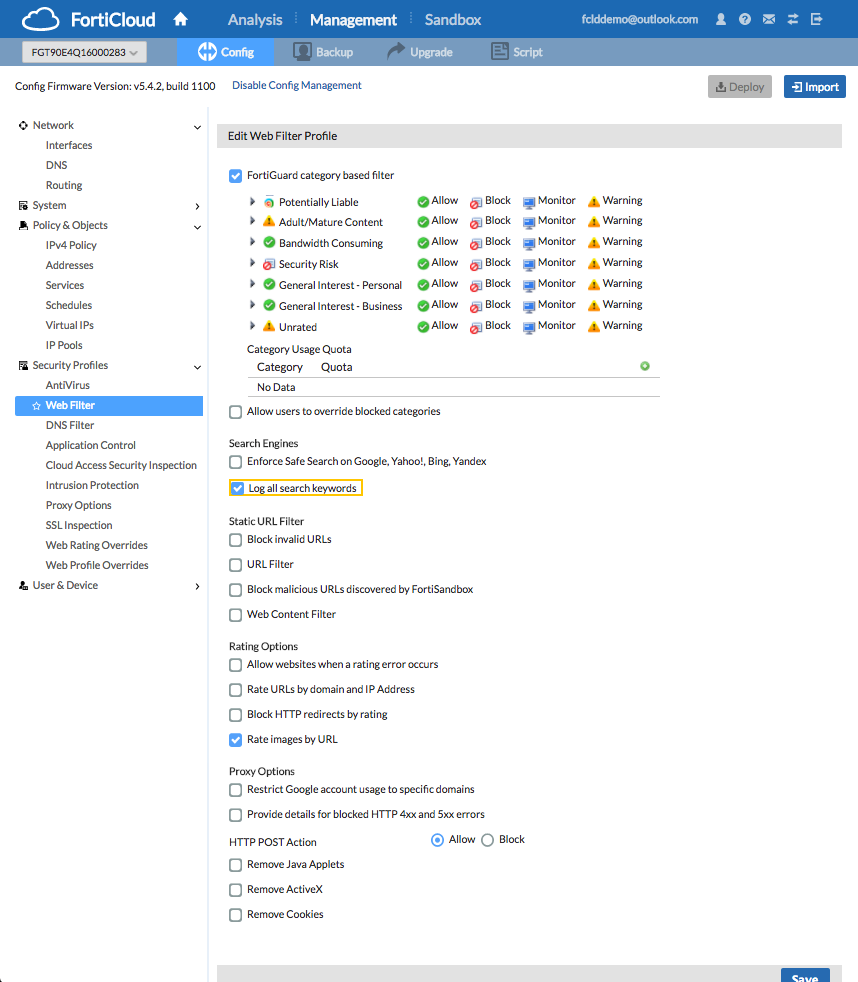 FortiCloud Analysis Management Sandbox fclddemo@outlook.com
FGT90E4Q16000283 Config Backup Upgrade Script
Config Firmware Version: v5.4.2, build 1100 Disable Config Management Deploy Import
Network
Interfaces
DNS
Routing
System
Policy & Objects
IPv4 Policy
Addresses
Services
Schedules
Virtual IPs
IP Pools
Security Profiles
AntiVirus
Web Filter
DNS Filter
Application Control
Cloud Access Security Inspection
Intrusion Protection
Proxy Options
SSL Inspection
Web Rating Overrides
Web Profile Overrides
User & Device
Edit Web Filter Profile
FortiGuard category based filter
Potentially Liable Allow Block Monitor Warning
Adult/Mature Content Allow Block Monitor Warning
Bandwidth Consuming Allow Block Monitor Warning
Security Risk Allow Block Monitor Warning
General Interest - Personal Allow Block Monitor Warning
General Interest - Business Allow Block Monitor Warning
Unrated Allow Block Monitor Warning
Category Usage Quota
Category Quota
No Data
Allow users to override blocked categories
Search Engines
Enforce Safe Search on Google, Yahoo!, Bing, Yandex
Log all search keywords
Static URL Filter
Block invalid URLs
URL Filter
Block malicious URLs discovered by FortiSandbox
Web Content Filter
Rating Options
Allow websites when a rating error occurs
Rate URLs by domain and IP Address
Block HTTP redirects by rating
Rate images by URL
Proxy Options
Restrict Google account usage to specific domains
Provide details for blocked HTTP 4xx and 5xx errors
HTTP POST Action Allow Block
Remove Java Applets
Remove ActiveX
Remove Cookies
Save